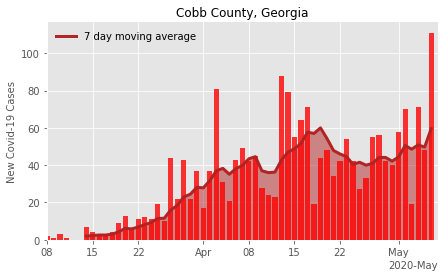 Cobb County, Georgia
7 day moving average
New Covid-19 Cases
100
80
60
40
20
0
08 15 22 Apr 08 15 22 May
2020-May